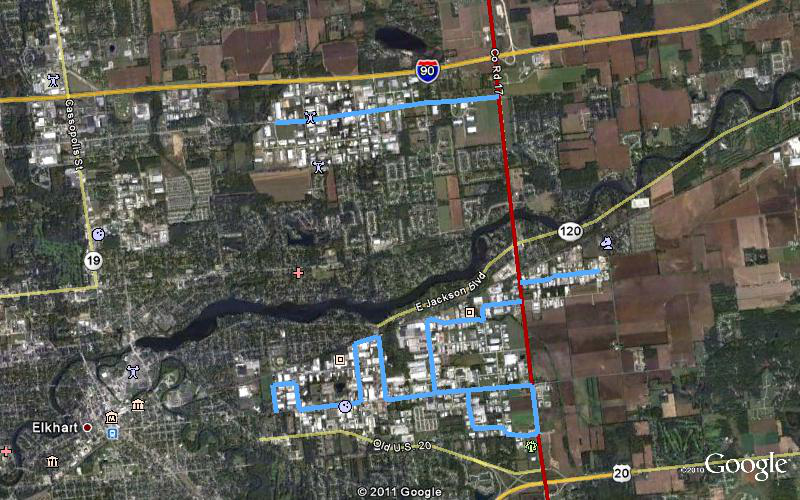 90
Co Rd 17
Cassopolis St
120
19
E Jackson Blvd
Elkhart
Old U.S. 20
20
©2010 Google
© 2011 Google